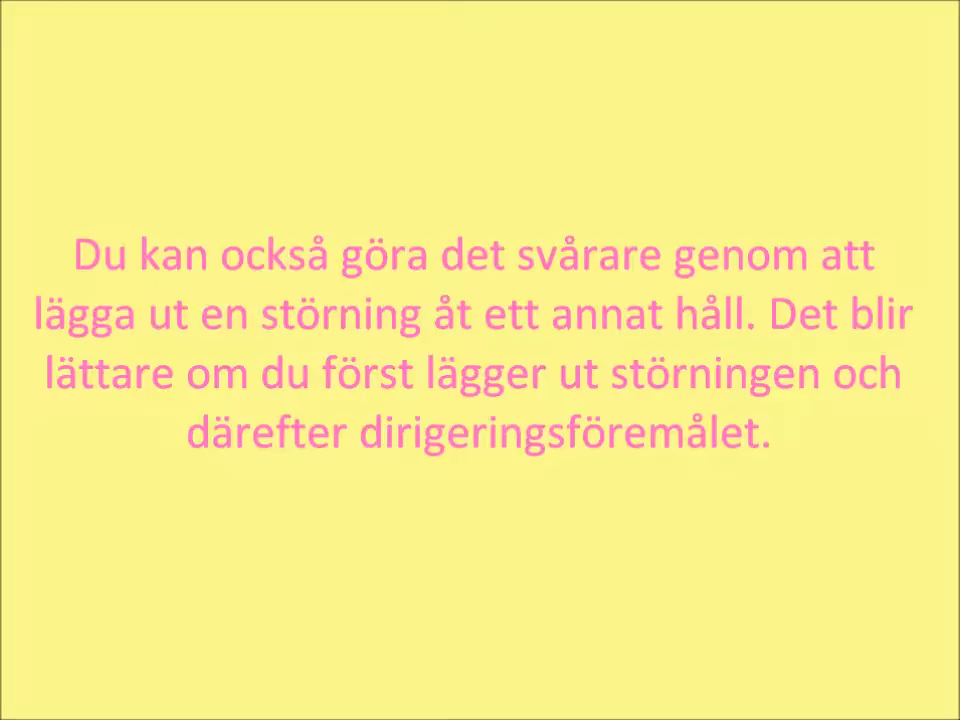 Du kan också göra det svårare genom att
lägga ut en störning åt ett annat håll. Det blir
lättare om du först lägger ut störningen och
därefter dirigeringsföremålet.